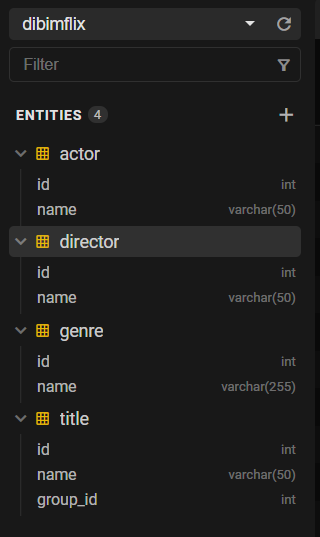 dibimflix
Filter
ENTITIES 4
actor
id int
name varchar(50)
director
id int
name varchar(50)
genre
id int
name varchar(255)
title
id int
name varchar(50)
group_id int